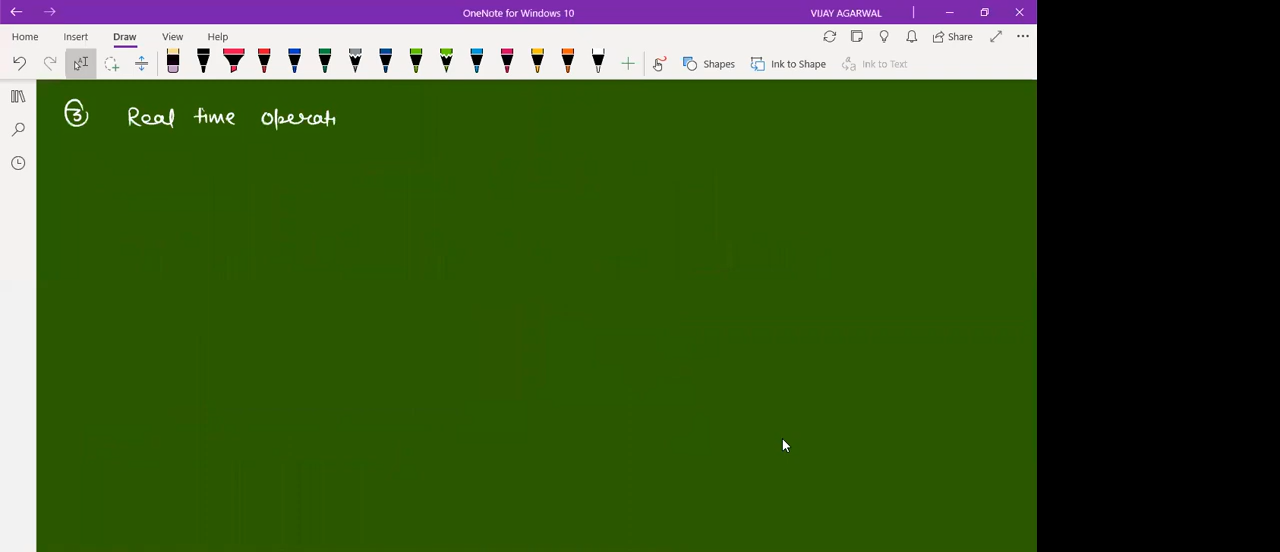 OneNote for Windows 10
VIJAY AGARWAL
Home Insert Draw View Help
Share
Shapes Ink to Shape Ink to Text
③ Real time operati